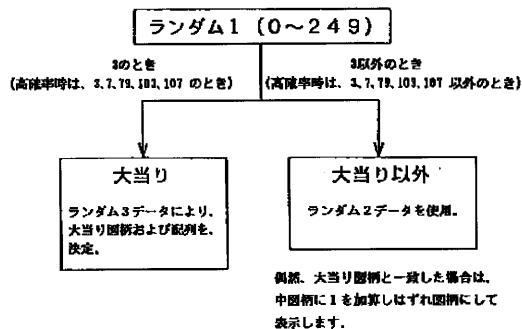 ランダム1(0~249)
3のとき
(高確率時は、3,7,79,103,107 のとき)
3以外のとき
(高確率時は、3,7,79,103,107 以外のとき)
大当り
ランダム3データにより、
大当り図柄および配列を、
決定。
大当り以外
ランダム2データを使用。
偶然、大当り図柄と一致した場合は、
中図柄に1を加算しはずれ図柄にして
表示します。